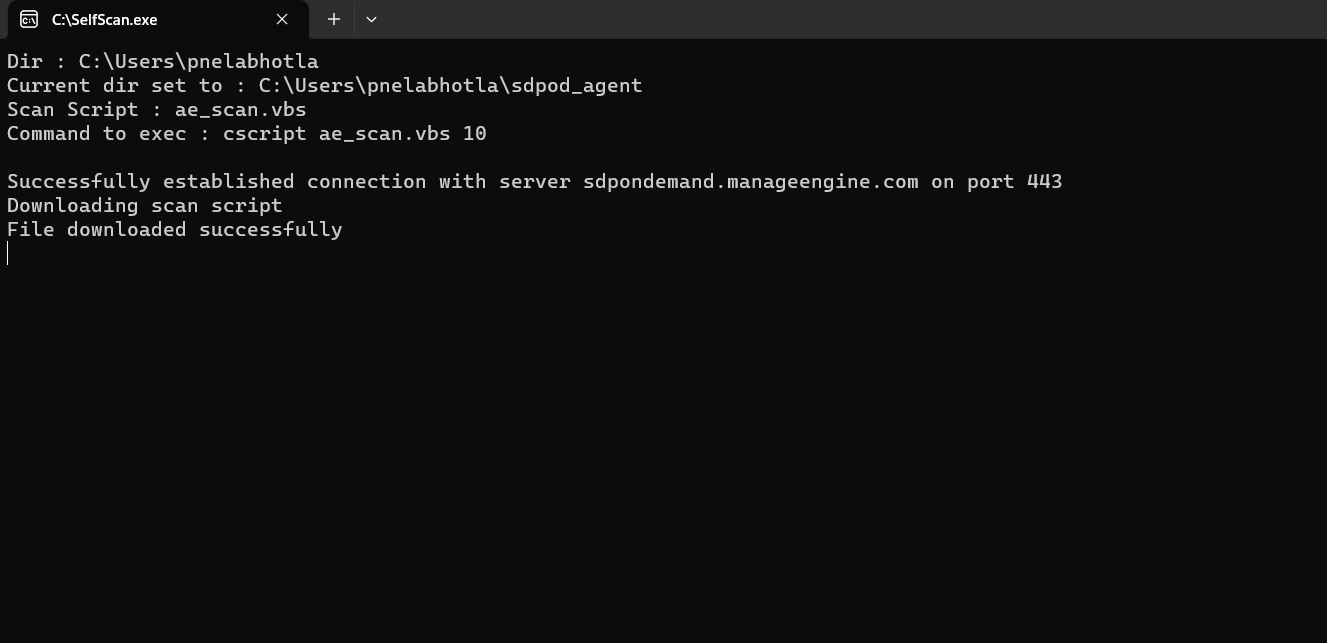 C:\SelfScan.exe
Dir : C:\Users\pnelabhotla
Current dir set to : C:\Users\pnelabhotla\sdpod_agent
Scan Script : ae_scan.vbs
Command to exec : cscript ae_scan.vbs 10
Successfully established connection with server sdpondemand.manageengine.com on port 443
Downloading scan script
File downloaded successfully